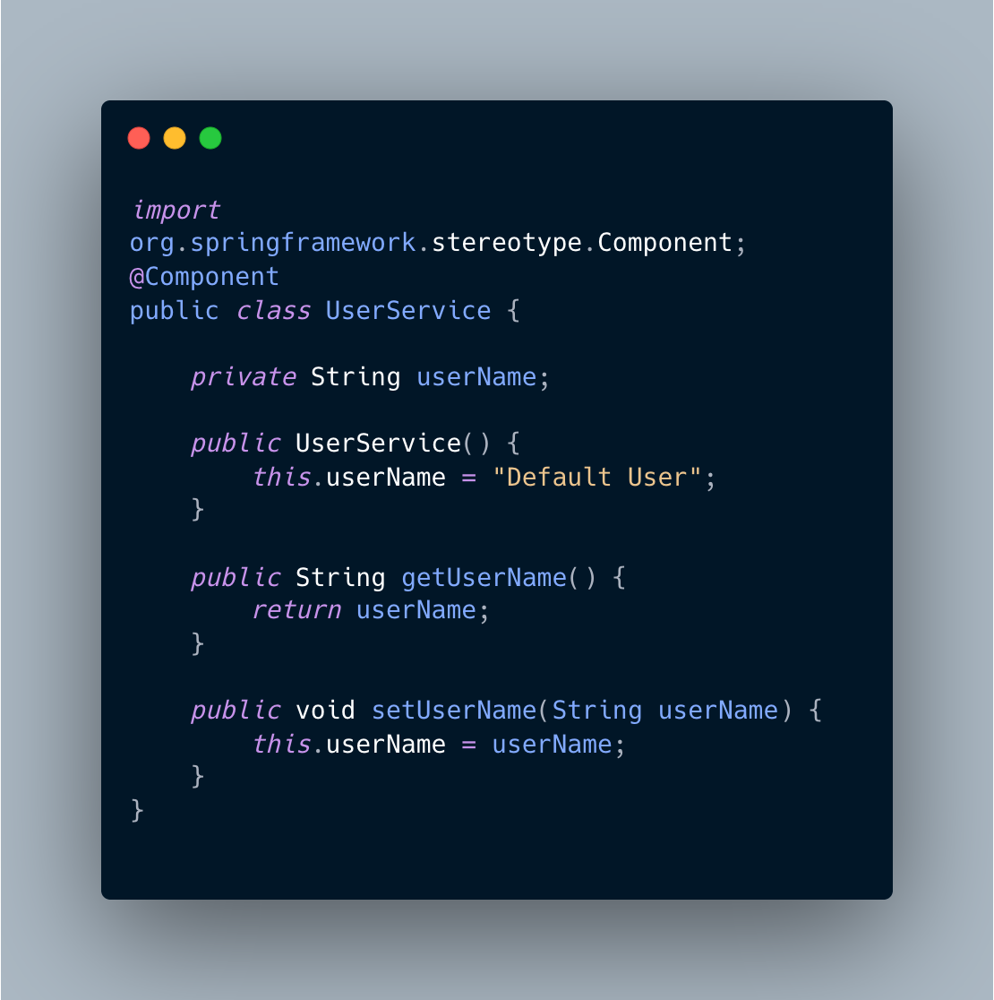 import
org.springframework.stereotype.Component;
@Component
public class UserService {
    private String userName;
    public UserService() {
        this.userName = "Default User";
    }
    public String getUserName() {
        return userName;
    }
    public void setUserName(String userName) {
        this.userName = userName;
    }
}